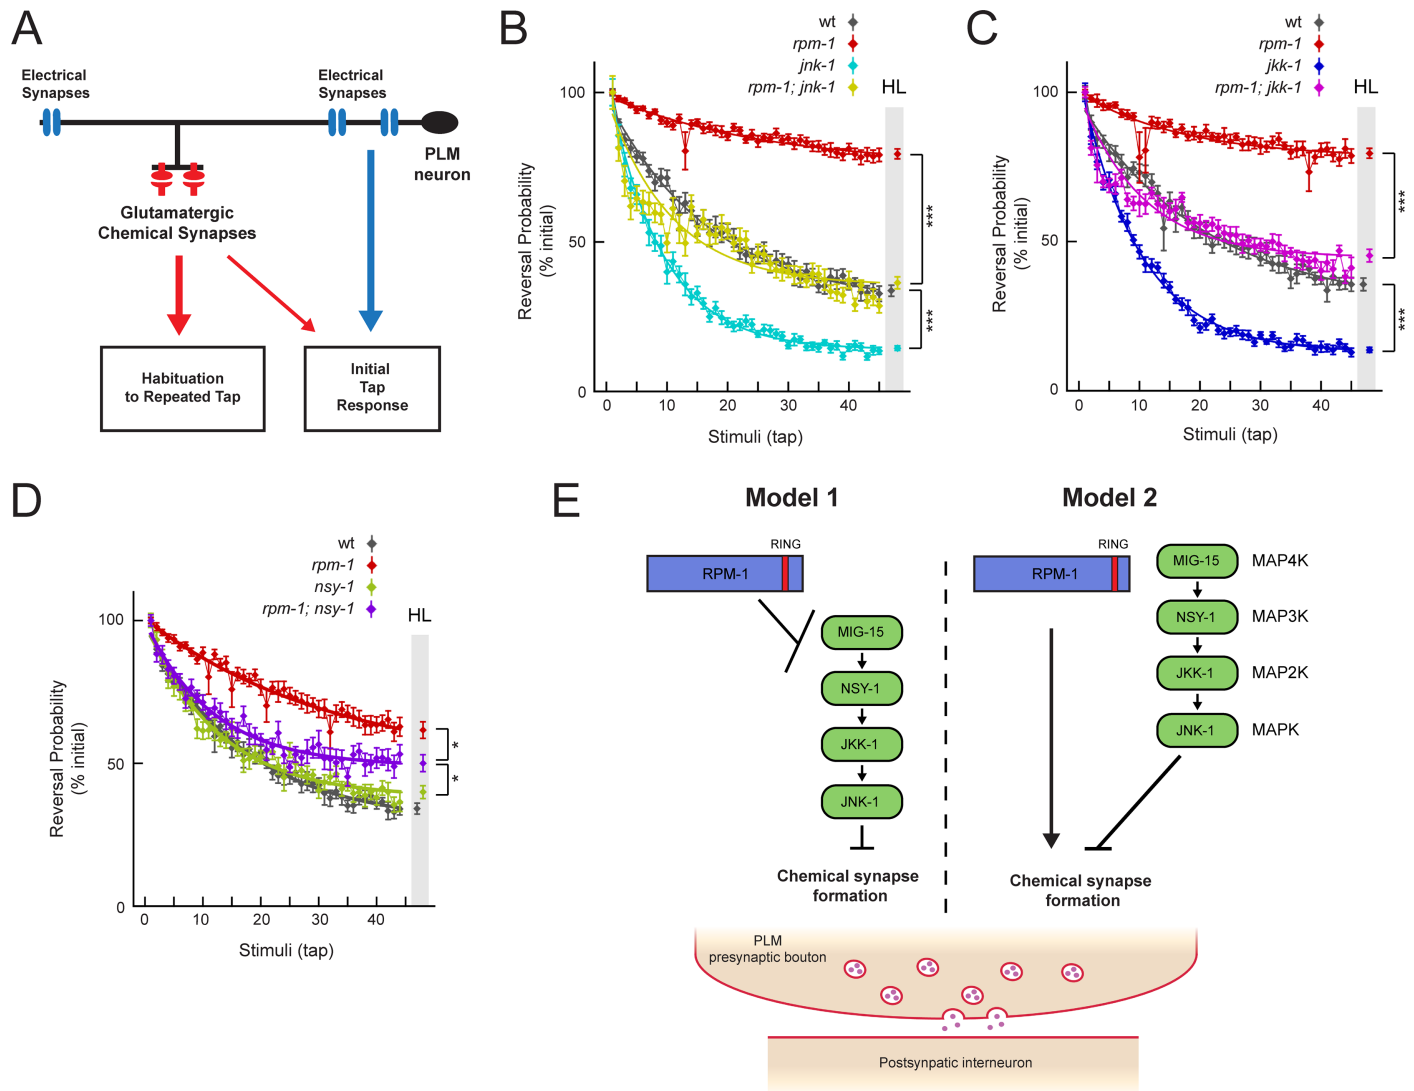 A
Electrical
Synapses
Electrical
Synapses
PLM
neuron
Glutamatergic
Chemical Synapses
Habituation
to Repeated Tap
Initial
Tap
Response
B
wt
rpm-1
jnk-1
rpm-1; jnk-1
HL
100
50
0
Reversal Probability
(% initial)
***
***
0 10 20 30 40
Stimuli (tap)
C
wt
rpm-1
jkk-1
rpm-1; jkk-1
HL
100
50
0
Reversal Probability
(% initial)
***
***
0 10 20 30 40
Stimuli (tap)
D
wt
rpm-1
nsy-1
rpm-1; nsy-1
HL
100
50
0
Reversal Probability
(% initial)
*
*
0 10 20 30 40
Stimuli (tap)
E
Model 1
RING
RPM-1
MIG-15
NSY-1
JKK-1
JNK-1
Chemical synapse
formation
Model 2
RING
RPM-1
MIG-15 MAP4K
NSY-1 MAP3K
JKK-1 MAP2K
JNK-1 MAPK
Chemical synapse
formation
PLM
presynaptic bouton
Postsynpatic interneuron